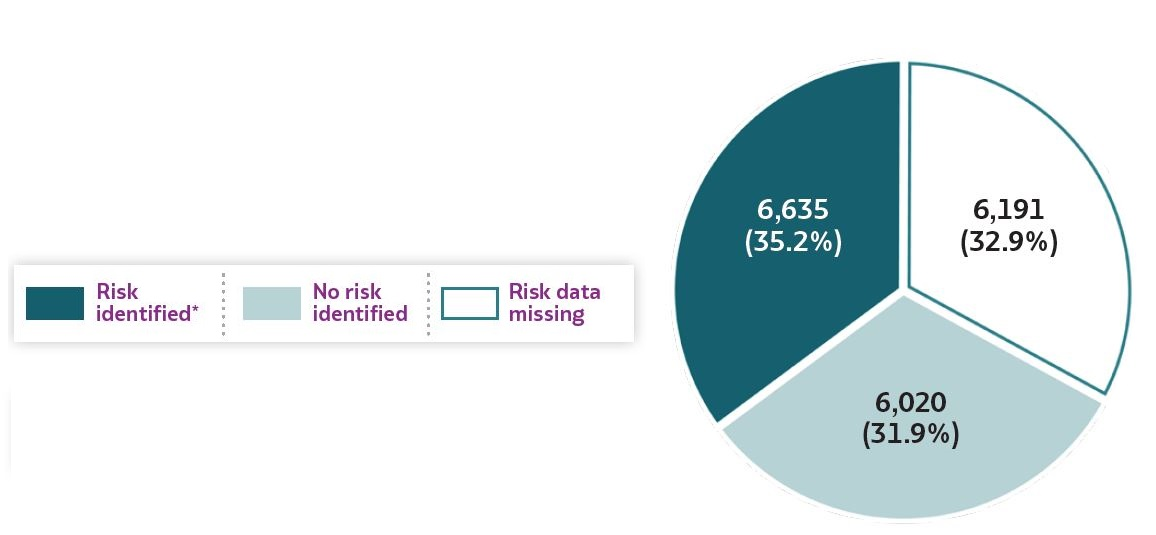 Risk
identified*
No risk
identified
Risk data
missing
6,635
(35.2%)
6,191
(32.9%)
6,020
(31.9%)